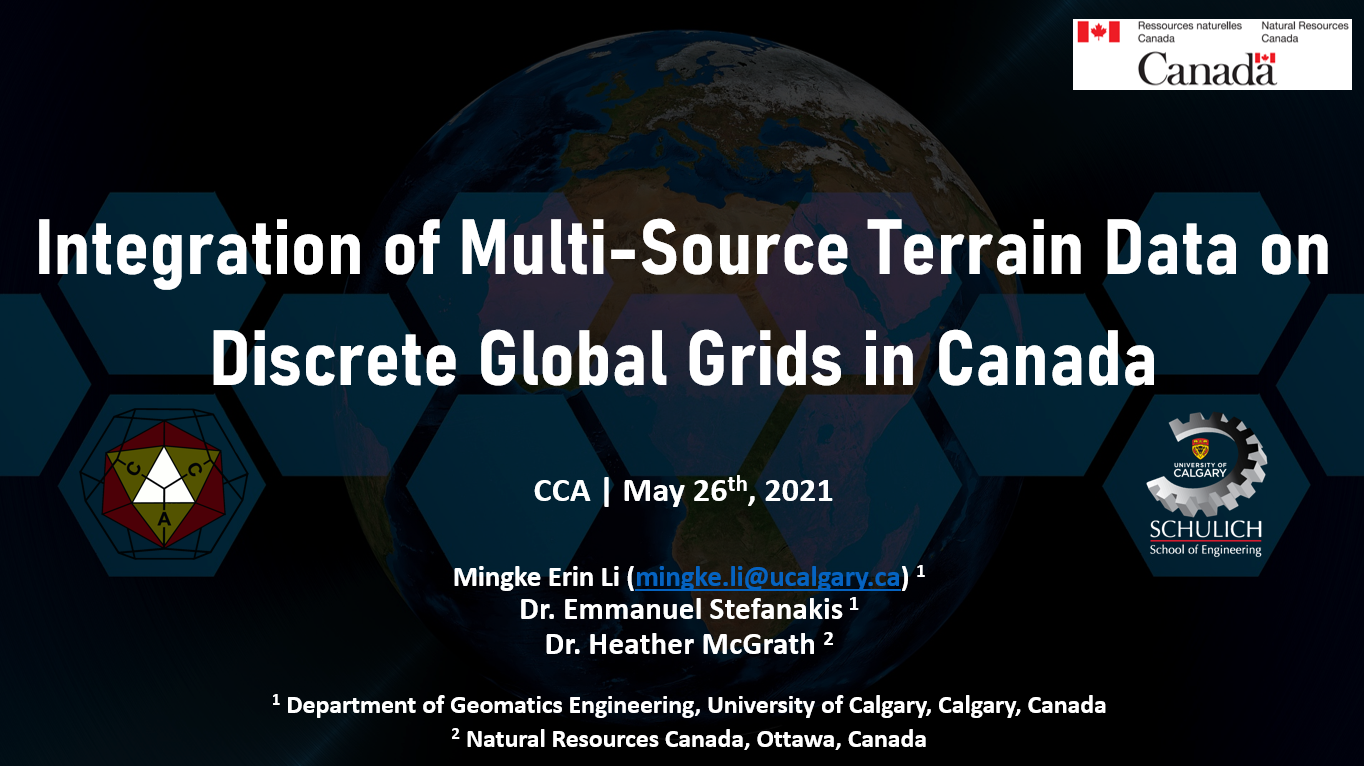 Ressources naturelles Canada
Natural Resources Canada
Canada
Integration of Multi-Source Terrain Data on
Discrete Global Grids in Canada
C C A
UNIVERSITY OF
CALGARY
SCHULICH
School of Engineering
CCA | May 26th, 2021
Mingke Erin Li (mingke.li@ucalgary.ca) 1
Dr. Emmanuel Stefanakis 1
Dr. Heather McGrath 2
1 Department of Geomatics Engineering, University of Calgary, Calgary, Canada
2 Natural Resources Canada, Ottawa, Canada